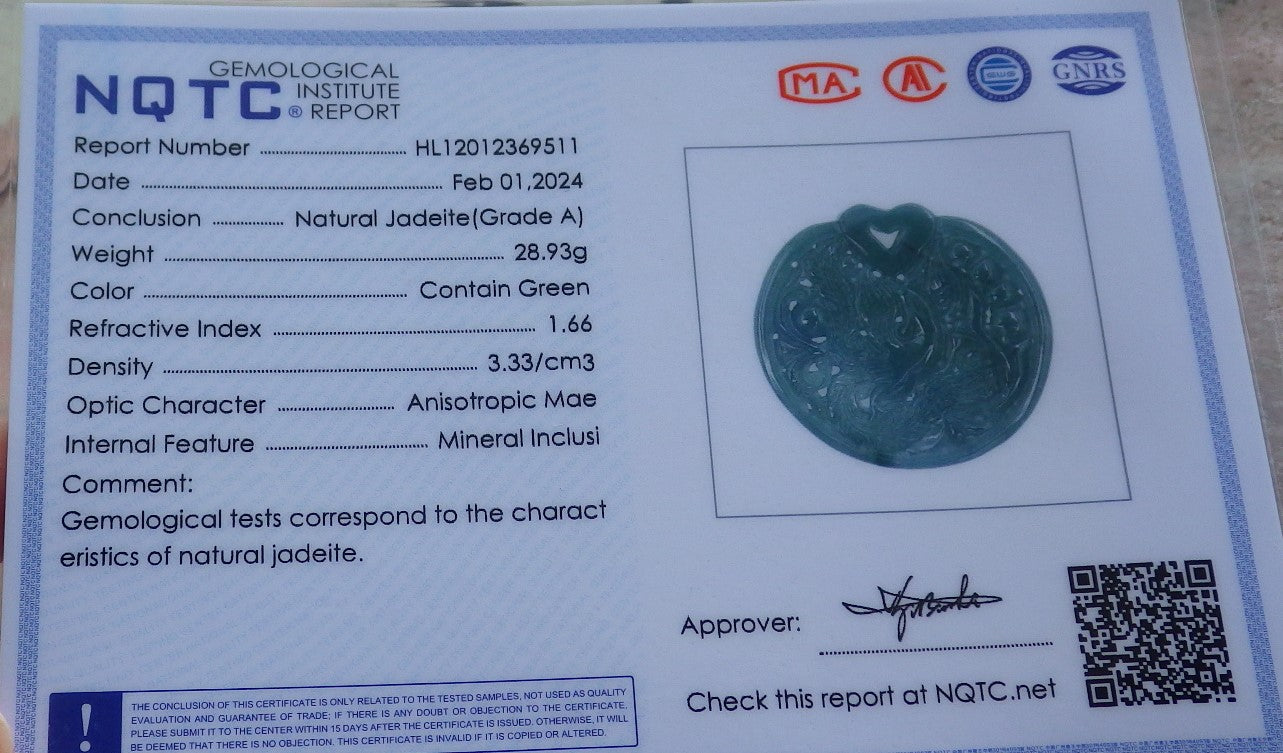 NQTC® GEMOLOGICAL INSTITUTE REPORT
MA
GNRS
Report Number HL12012369511
Date Feb 01,2024
Conclusion Natural Jadeite(Grade A)
Weight 28.93g
Color Contain Green
Refractive Index 1.66
Density 3.33/cm3
Optic Character Anisotropic Mae
Internal Feature Mineral Inclusi
Comment:
Gemological tests correspond to the charact
eristics of natural jadeite.
Approver:
Check this report at NQTC.net
! THE CONCLUSION OF THIS CERTIFICATE IS ONLY RELATED TO THE TESTED SAMPLES, NOT USED AS QUALITY
EVALUATION AND GUARANTEE OF TRADE; IF THERE IS ANY DOUBT OR OBJECTION TO THE CERTIFICATE,
PLEASE SUBMIT IT TO THE CENTER WITHIN 15 DAYS AFTER THE CERTIFICATE IS ISSUED. OTHERWISE, IT WILL
BE DEEMED THAT THERE IS NO OBJECTION. THIS CERTIFICATE IS INVALID IF IT IS COPIED OR ALTERED.